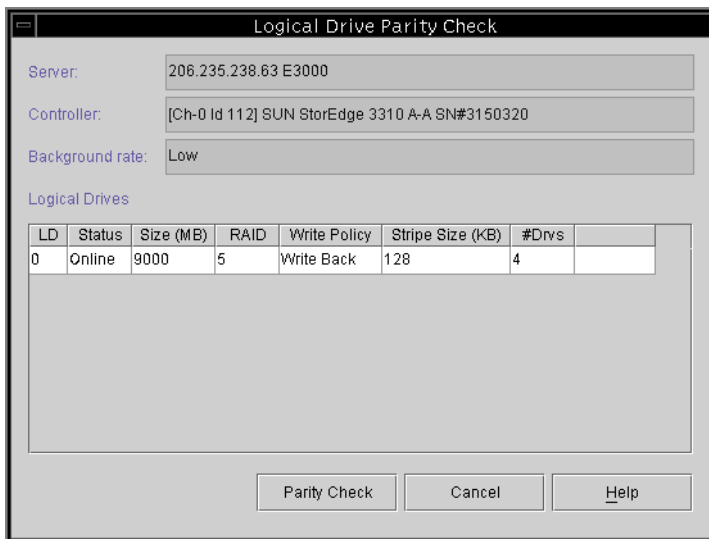 Logical Drive Parity Check
Server: 206.235.238.63 E3000
Controller: [Ch-0 Id 112] SUN StorEdge 3310 A-A SN#3150320
Background rate: Low
Logical Drives
LD Status Size (MB) RAID Write Policy Stripe Size (KB) #Drvs
0 Online 9000 5 Write Back 128 4
Parity Check Cancel Help